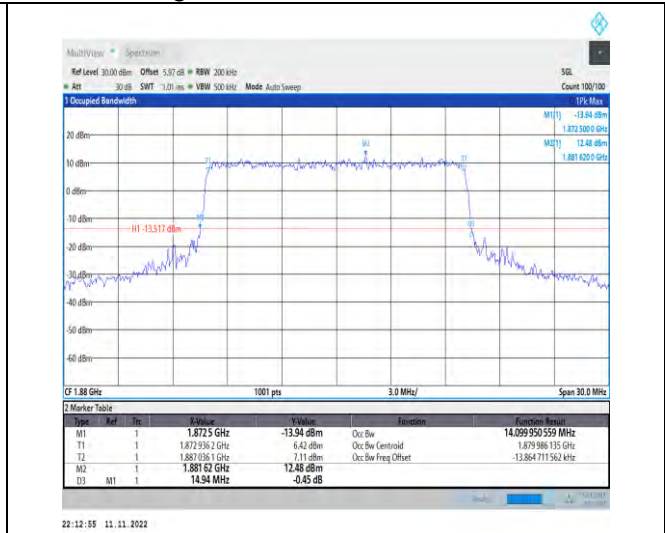 MultiView Spectrum
Ref Level 30.00 dBm Offset 5.97 dB RBW 200 kHz SGL
Att 30 dB SWT 1.01 ms VBW 500 kHz Mode Auto Sweep Count 100/100
1 Occupied Bandwidth 1Pk Max
M1[1] -13.94 dBm
1.872 500 0 GHz
M2[1] 12.48 dBm
1.881 620 0 GHz
20 dBm
M2
10 dBm T1 T2
0 dBm
-10 dBm M1
H1 -13.517 dBm D3
-20 dBm
-30 dBm
-40 dBm
-50 dBm
-60 dBm
CF 1.88 GHz 1001 pts 3.0 MHz/ Span 30.0 MHz
2 Marker Table
Type Ref Trc X-Value Y-Value Function Function Result
M1 1 1.8725 GHz -13.94 dBm Occ Bw 14.099 950 559 MHz
T1 1 1.872 936 2 GHz 6.42 dBm Occ Bw Centroid 1.879 986 135 GHz
T2 1 1.887 036 1 GHz 7.11 dBm Occ Bw Freq Offset -13.864 711 562 kHz
M2 1 1.881 62 GHz 12.48 dBm
D3 M1 1 14.94 MHz -0.45 dB
22:12:55 11.11.2022